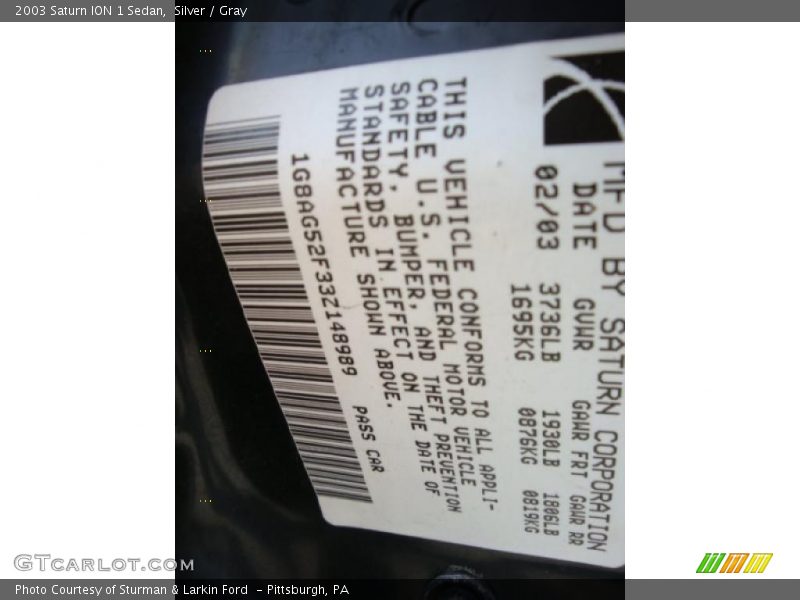 2003 Saturn ION 1 Sedan, Silver / Gray
MFD BY SATURN CORPORATION
DATE GVWR GAWR FRT GAWR RR
02/03 3736LB 1930LB 1806LB
1695KG 0876KG 0819KG
THIS VEHICLE CONFORMS TO ALL APPLI-
CABLE U.S. FEDERAL MOTOR VEHICLE
SAFETY, BUMPER, AND THEFT PREVENTION
STANDARDS IN EFFECT ON THE DATE OF
MANUFACTURE SHOWN ABOVE.
1G8AG52F33Z148989 PASS CAR
GTCARLOT.COM
Photo Courtesy of Sturman & Larkin Ford - Pittsburgh, PA